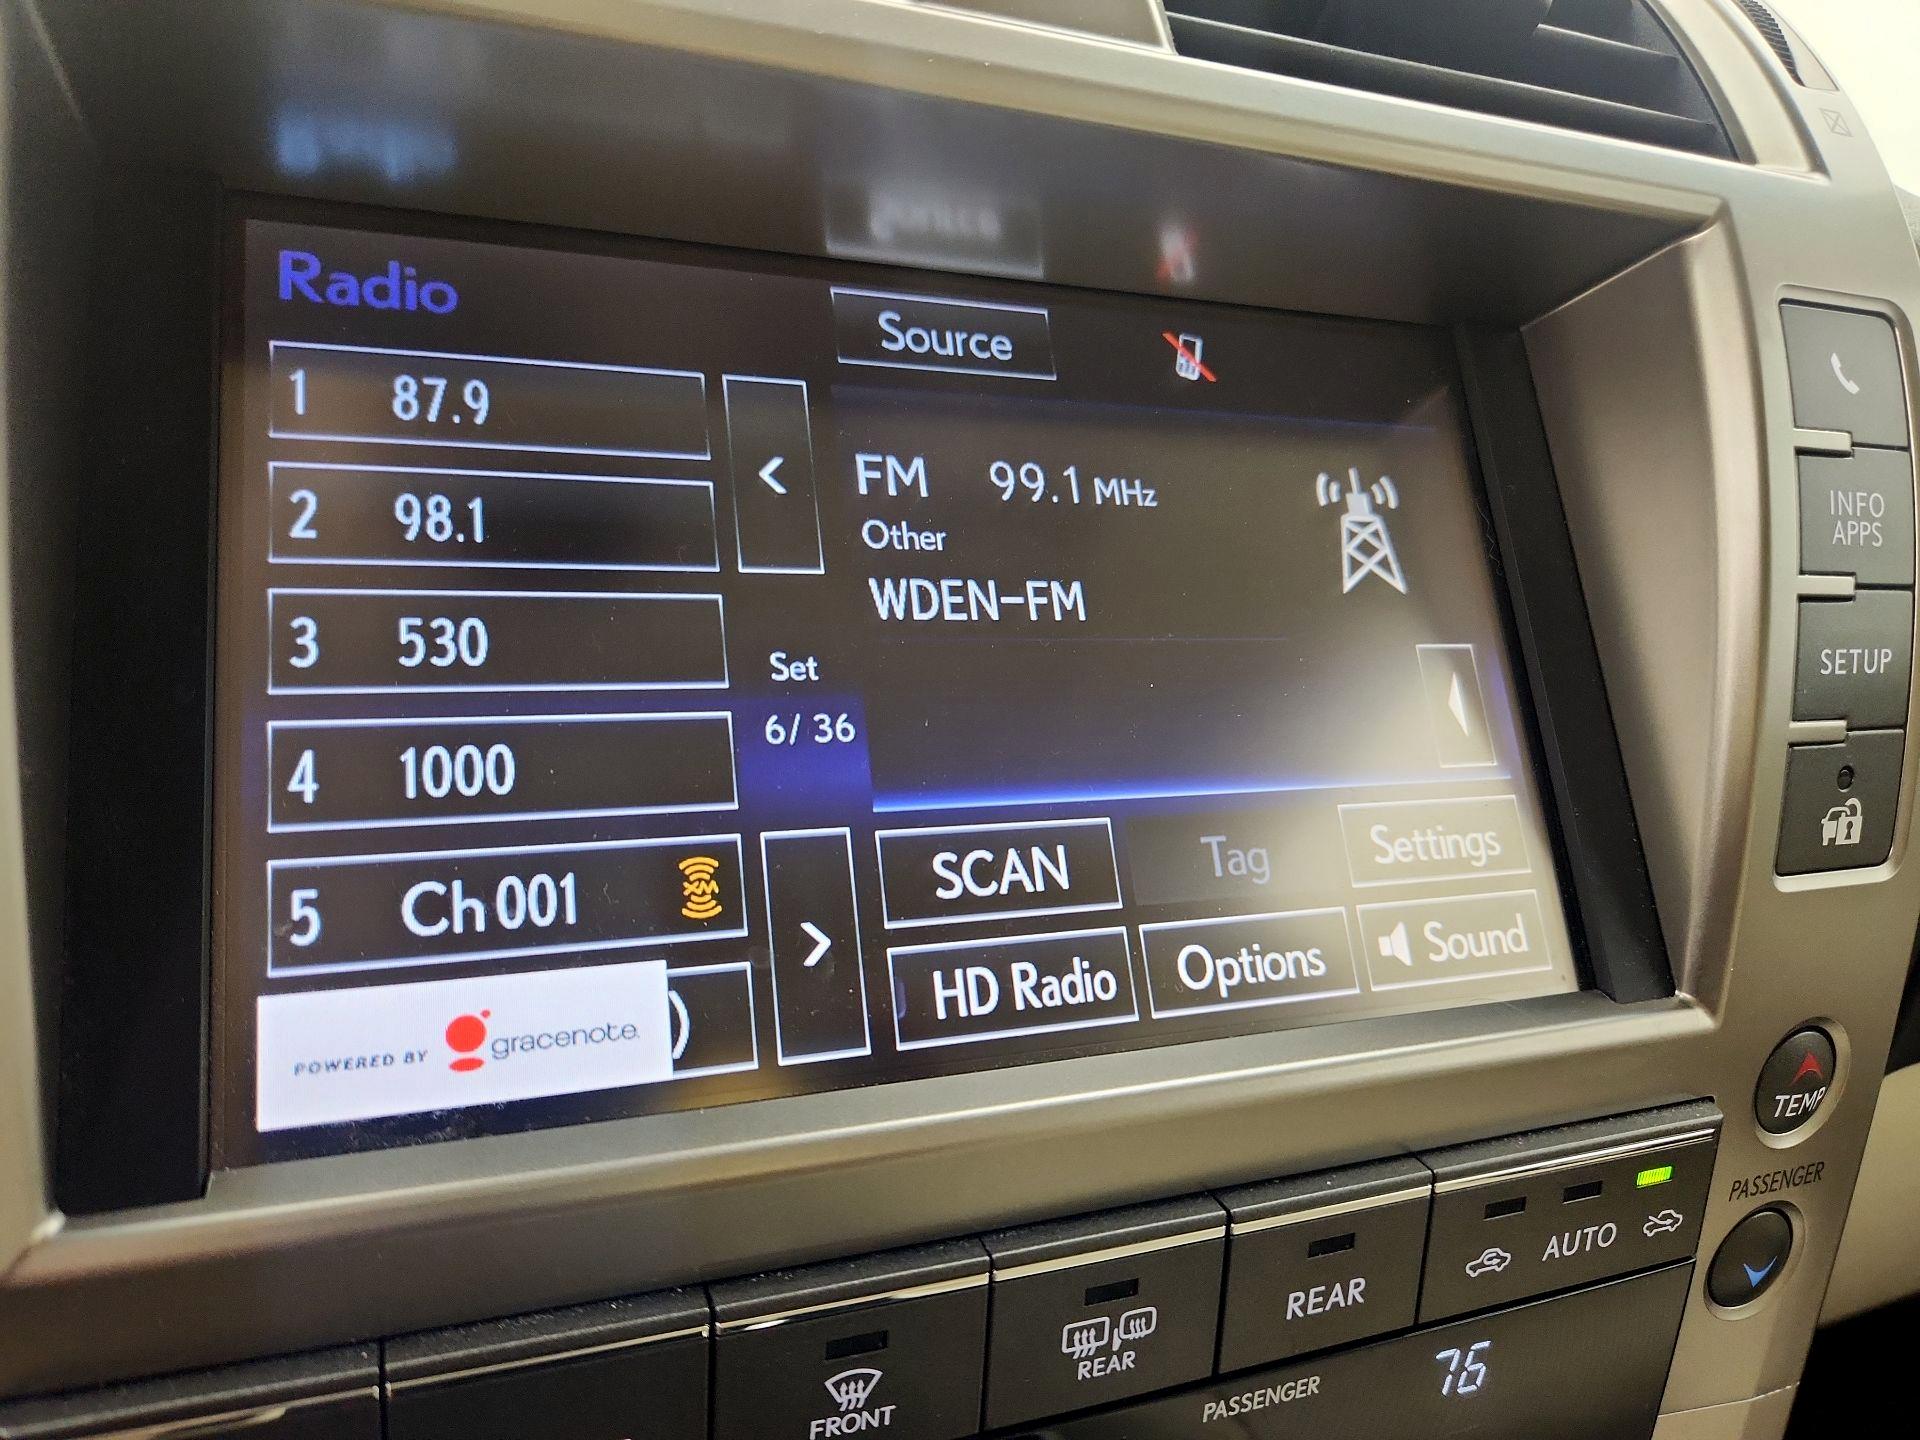 Radio
Source
1 87.9
2 98.1
3 530
4 1000
5 Ch 001
XM
)
POWERED BY gracenote.
<
Set
6/ 36
>
FM 99.1 MHz
Other
WDEN-FM
SCAN
Tag
Settings
HD Radio
Options
Sound
INFO
APPS
SETUP
TEMP
PASSENGER
FRONT
REAR
REAR
AUTO
PASSENGER
76